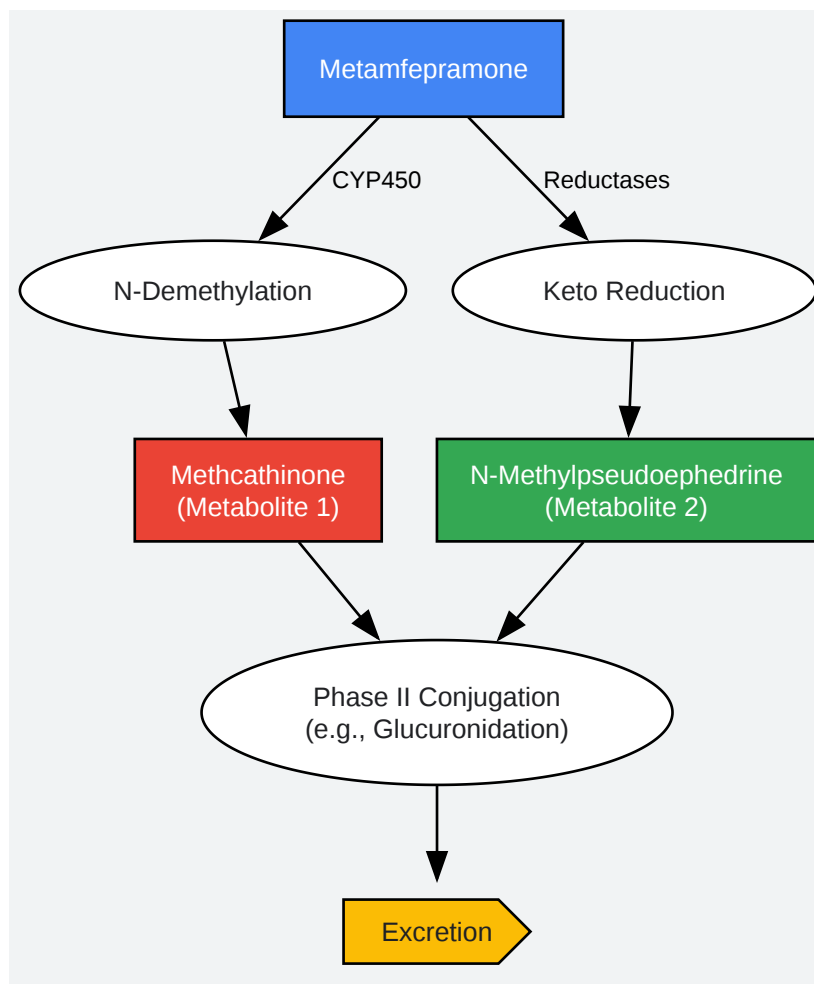 Metamfepramone
CYP450
Reductases
N-Demethylation
Keto Reduction
Methcathinone
(Metabolite 1)
N-Methylpseudoephedrine
(Metabolite 2)
Phase II Conjugation
(e.g., Glucuronidation)
Excretion